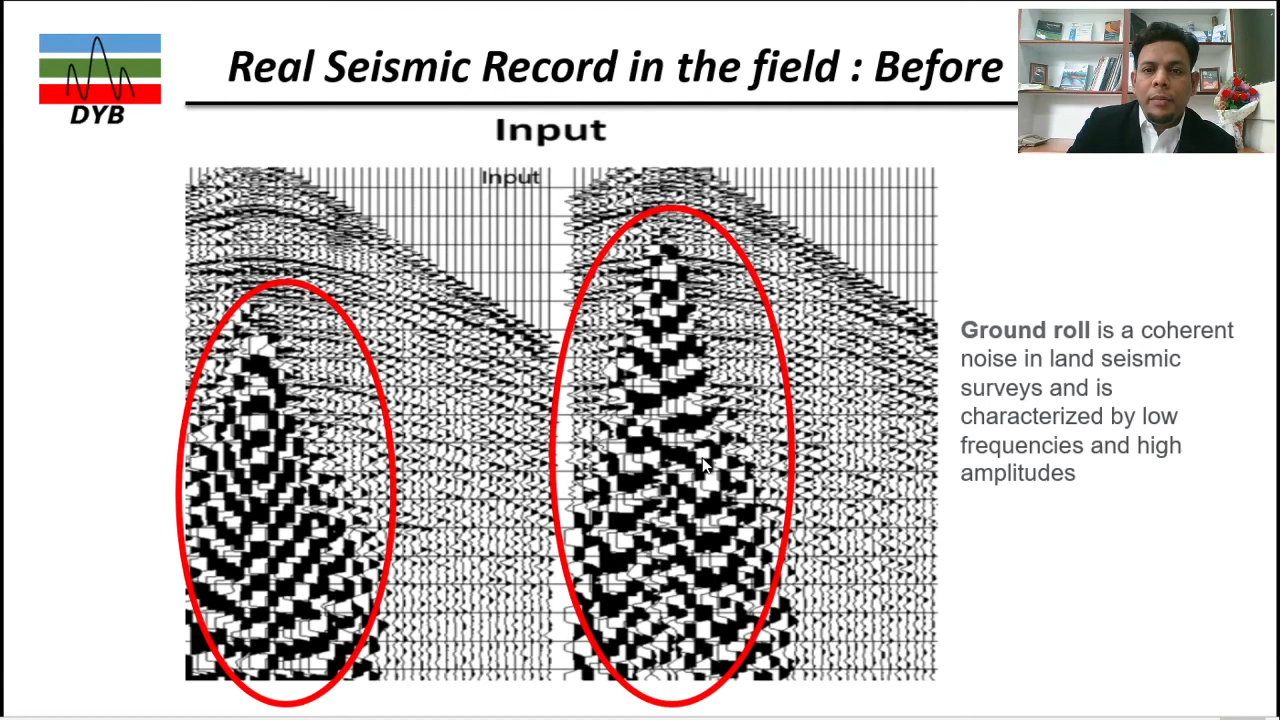 DYB
Real Seismic Record in the field : Before
Input
Input
Ground roll is a coherent
noise in land seismic
surveys and is
characterized by low
frequencies and high
amplitudes